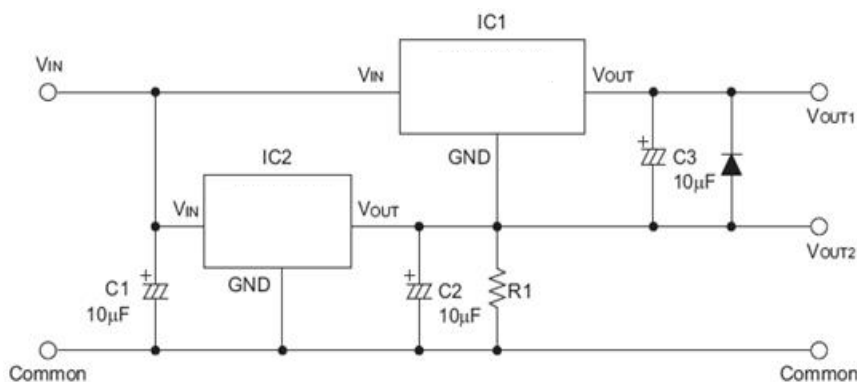 IC1
VIN
VIN
VOUT
VOUT1
GND
C3
10μF
IC2
VIN
VOUT
VOUT2
GND
C1
10μF
C2
10μF
R1
Common
Common